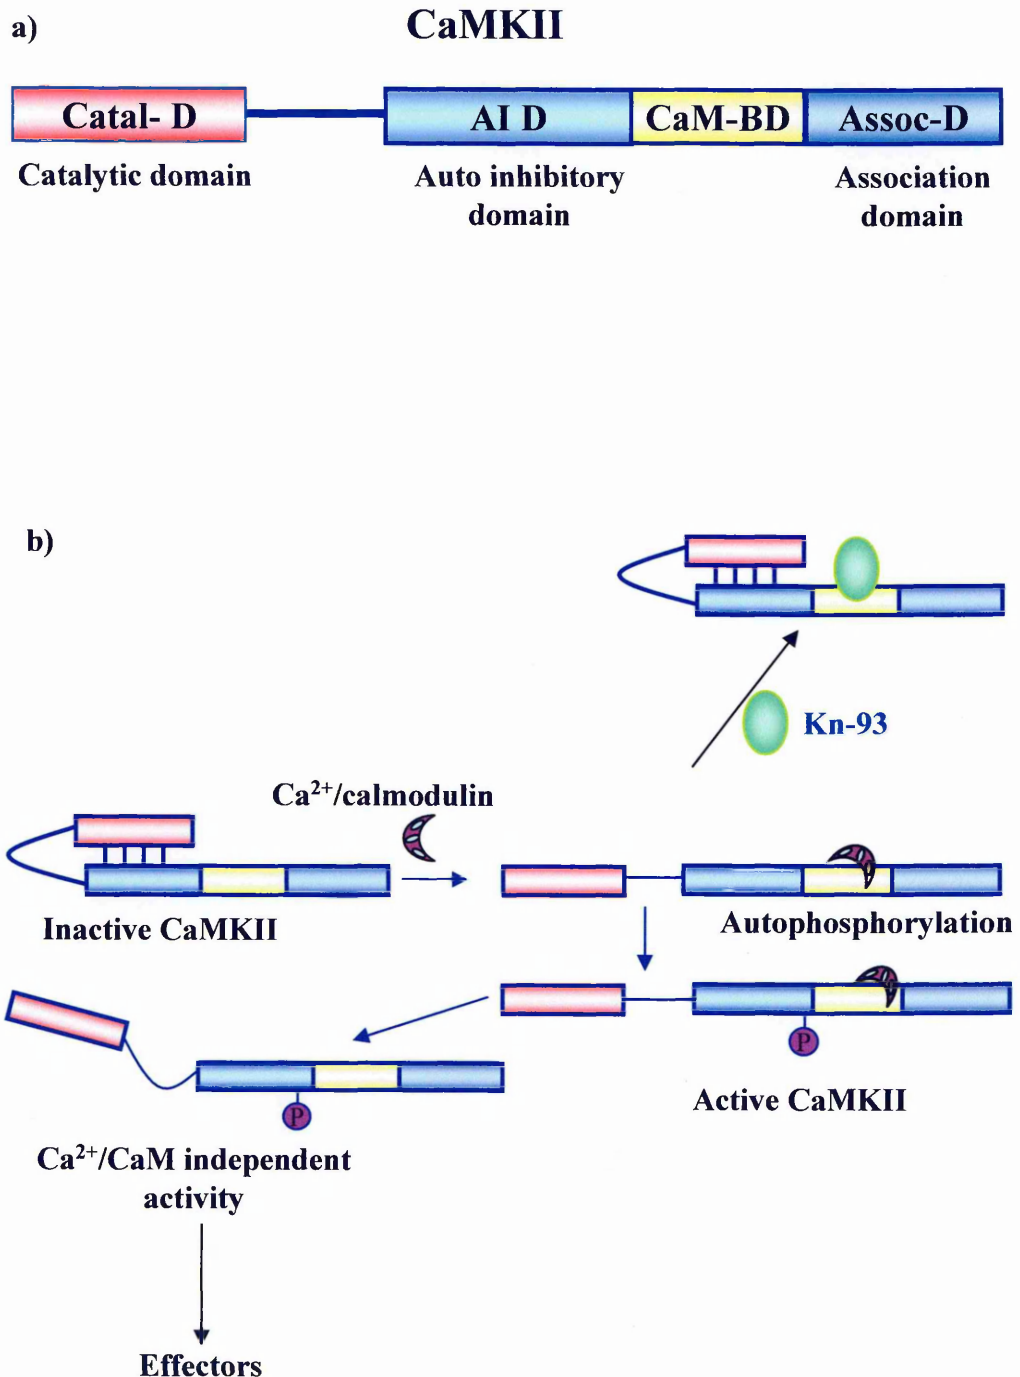 a)
CaMKII
Catal- D
AI D
CaM-BD
Assoc-D
Catalytic domain
Auto inhibitory
domain
Association
domain
b)
Kn-93
Ca²⁺/calmodulin
Inactive CaMKII
Autophosphorylation
P
Active CaMKII
P
Ca²⁺/CaM independent
activity
Effectors